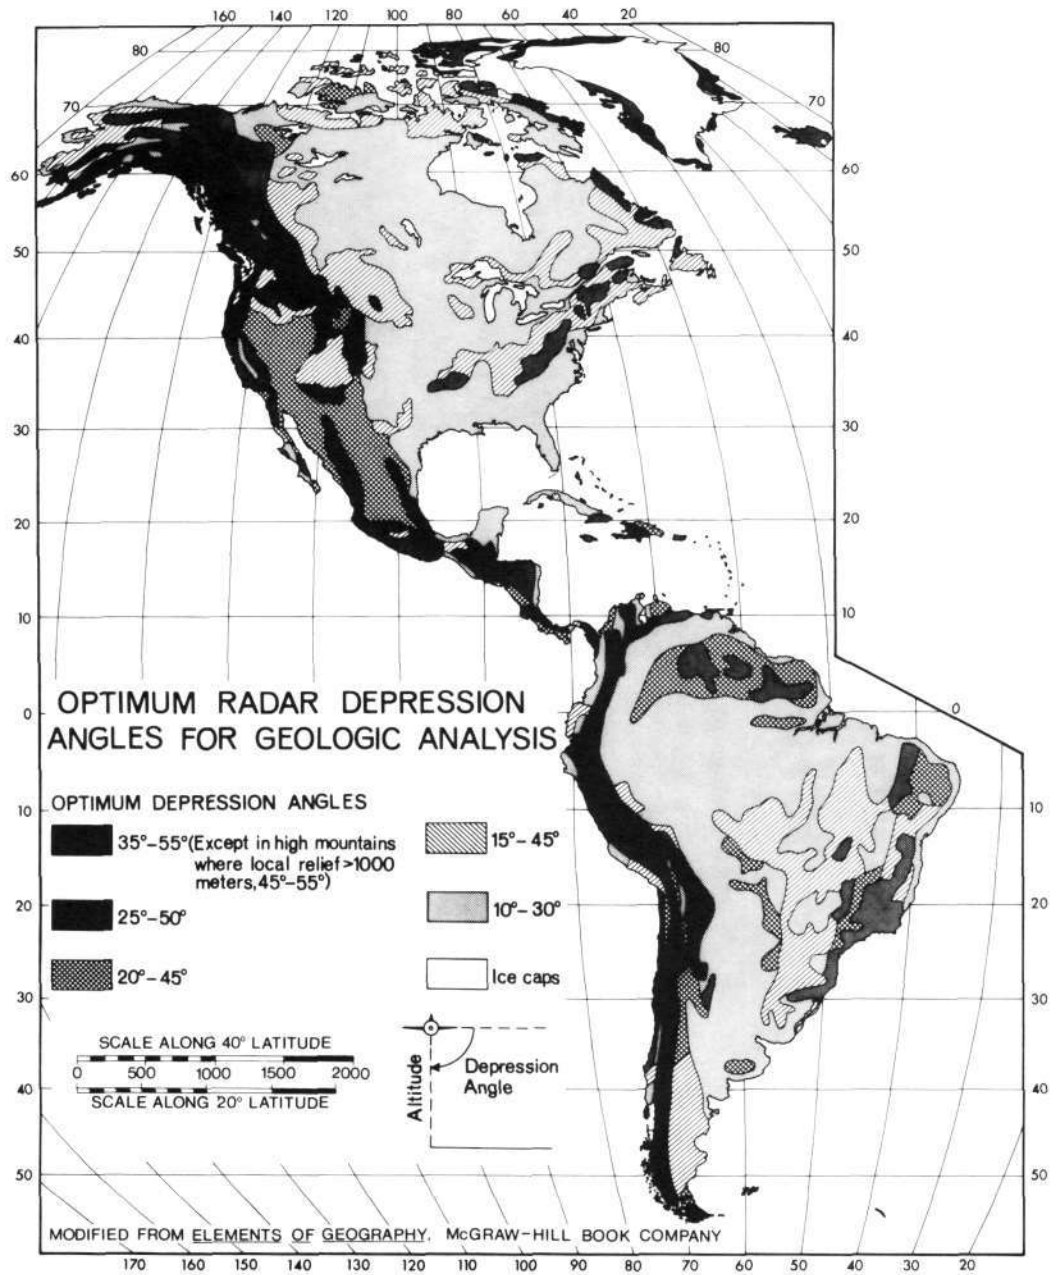 160 140 120 100 80 60 40 20
80 80
70 70
60 60
50 50
40 40
30 30
20 20
10 10
OPTIMUM RADAR DEPRESSION
ANGLES FOR GEOLOGIC ANALYSIS
0 0
OPTIMUM DEPRESSION ANGLES
10 10
35°-55°(Except in high mountains
where local relief >1000
meters, 45°-55°)
15°-45°
20 20
25°-50°
10°-30°
20°-45°
Ice caps
30 30
SCALE ALONG 40° LATITUDE
0 500 1000 1500 2000
SCALE ALONG 20° LATITUDE
Altitude
Depression
Angle
40 40
50 50
MODIFIED FROM ELEMENTS OF GEOGRAPHY, McGRAW-HILL BOOK COMPANY
170 160 150 140 130 120 110 100 90 80 70 60 50 40 30 20